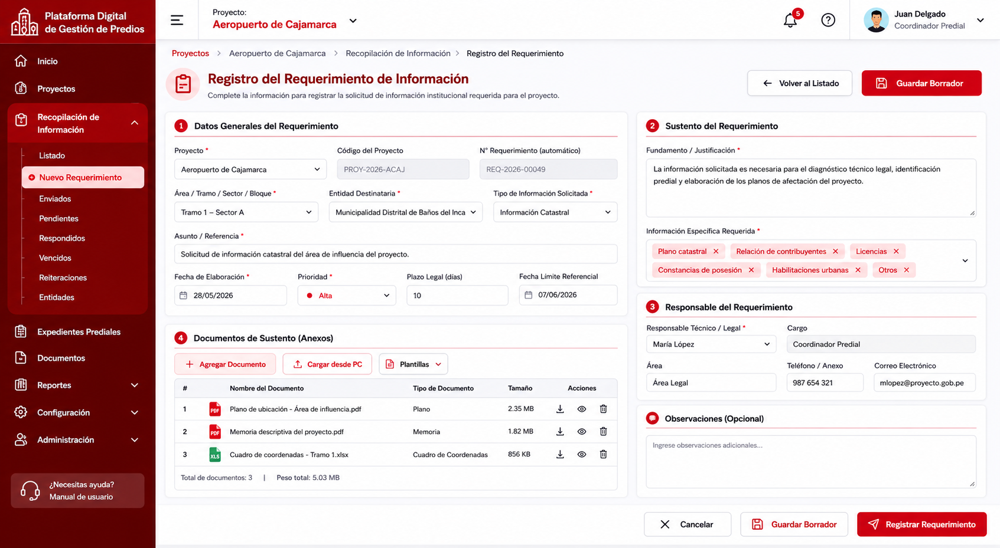 Plataforma Digital
de Gestión de Predios
Inicio
Proyectos
Recopilación de
Información
Listado
Nuevo Requerimiento
Enviados
Pendientes
Respondidos
Vencidos
Reiteraciones
Entidades
Expedientes Prediales
Documentos
Reportes
Configuración
Administración
¿Necesitas ayuda?
Manual de usuario
Proyecto:
Aeropuerto de Cajamarca
5
Juan Delgado
Coordinador Predial
Proyectos > Aeropuerto de Cajamarca > Recopilación de Información > Registro del Requerimiento
Registro del Requerimiento de Información
Complete la información para registrar la solicitud de información institucional requerida para el proyecto.
Volver al Listado
Guardar Borrador
1 Datos Generales del Requerimiento
Proyecto * Código del Proyecto N° Requerimiento (automático)
Aeropuerto de Cajamarca PROY-2026-ACAJ REQ-2026-00049
Área / Tramo / Sector / Bloque * Entidad Destinataria * Tipo de Información Solicitada *
Tramo 1 – Sector A Municipalidad Distrital de Baños del Inca Información Catastral
Asunto / Referencia *
Solicitud de información catastral del área de influencia del proyecto.
Fecha de Elaboración * Prioridad * Plazo Legal (días) Fecha Límite Referencial
28/05/2026 Alta 10 07/06/2026
2 Sustento del Requerimiento
Fundamento / Justificación *
La información solicitada es necesaria para el diagnóstico técnico legal, identificación
predial y elaboración de los planos de afectación del proyecto.
Información Específica Requerida *
Plano catastral × Relación de contribuyentes × Licencias ×
Constancias de posesión × Habilitaciones urbanas × Otros ×
3 Responsable del Requerimiento
Responsable Técnico / Legal * Cargo
María López Coordinador Predial
Área Teléfono / Anexo Correo Electrónico
Área Legal 987 654 321 mlopez@proyecto.gob.pe
4 Documentos de Sustento (Anexos)
+ Agregar Documento Cargar desde PC Plantillas
# Nombre del Documento Tipo de Documento Tamaño Acciones
1 PDF Plano de ubicación - Área de influencia.pdf Plano 2.35 MB
2 PDF Memoria descriptiva del proyecto.pdf Memoria 1.82 MB
3 XLS Cuadro de coordenadas - Tramo 1.xlsx Cuadro de Coordenadas 856 KB
Total de documentos: 3 | Peso total: 5.03 MB
Observaciones (Opcional)
Ingrese observaciones adicionales...
Cancelar
Guardar Borrador
Registrar Requerimiento